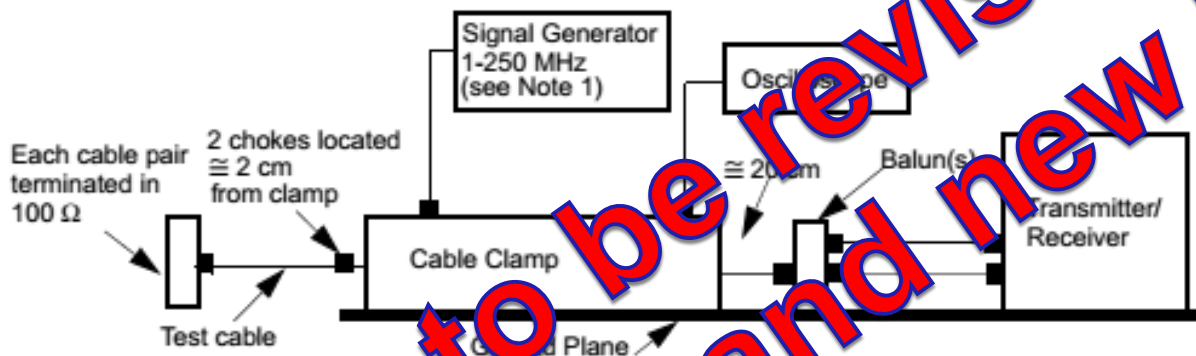 Signal Generator
1-250 MHz
(see Note 1)
Each cable pair
terminated in
100 Ω
2 chokes located
≅ 2 cm
from clamp
Balun(s)
Receiver
Cable Clamp
Test cable
Plane
to be
and new